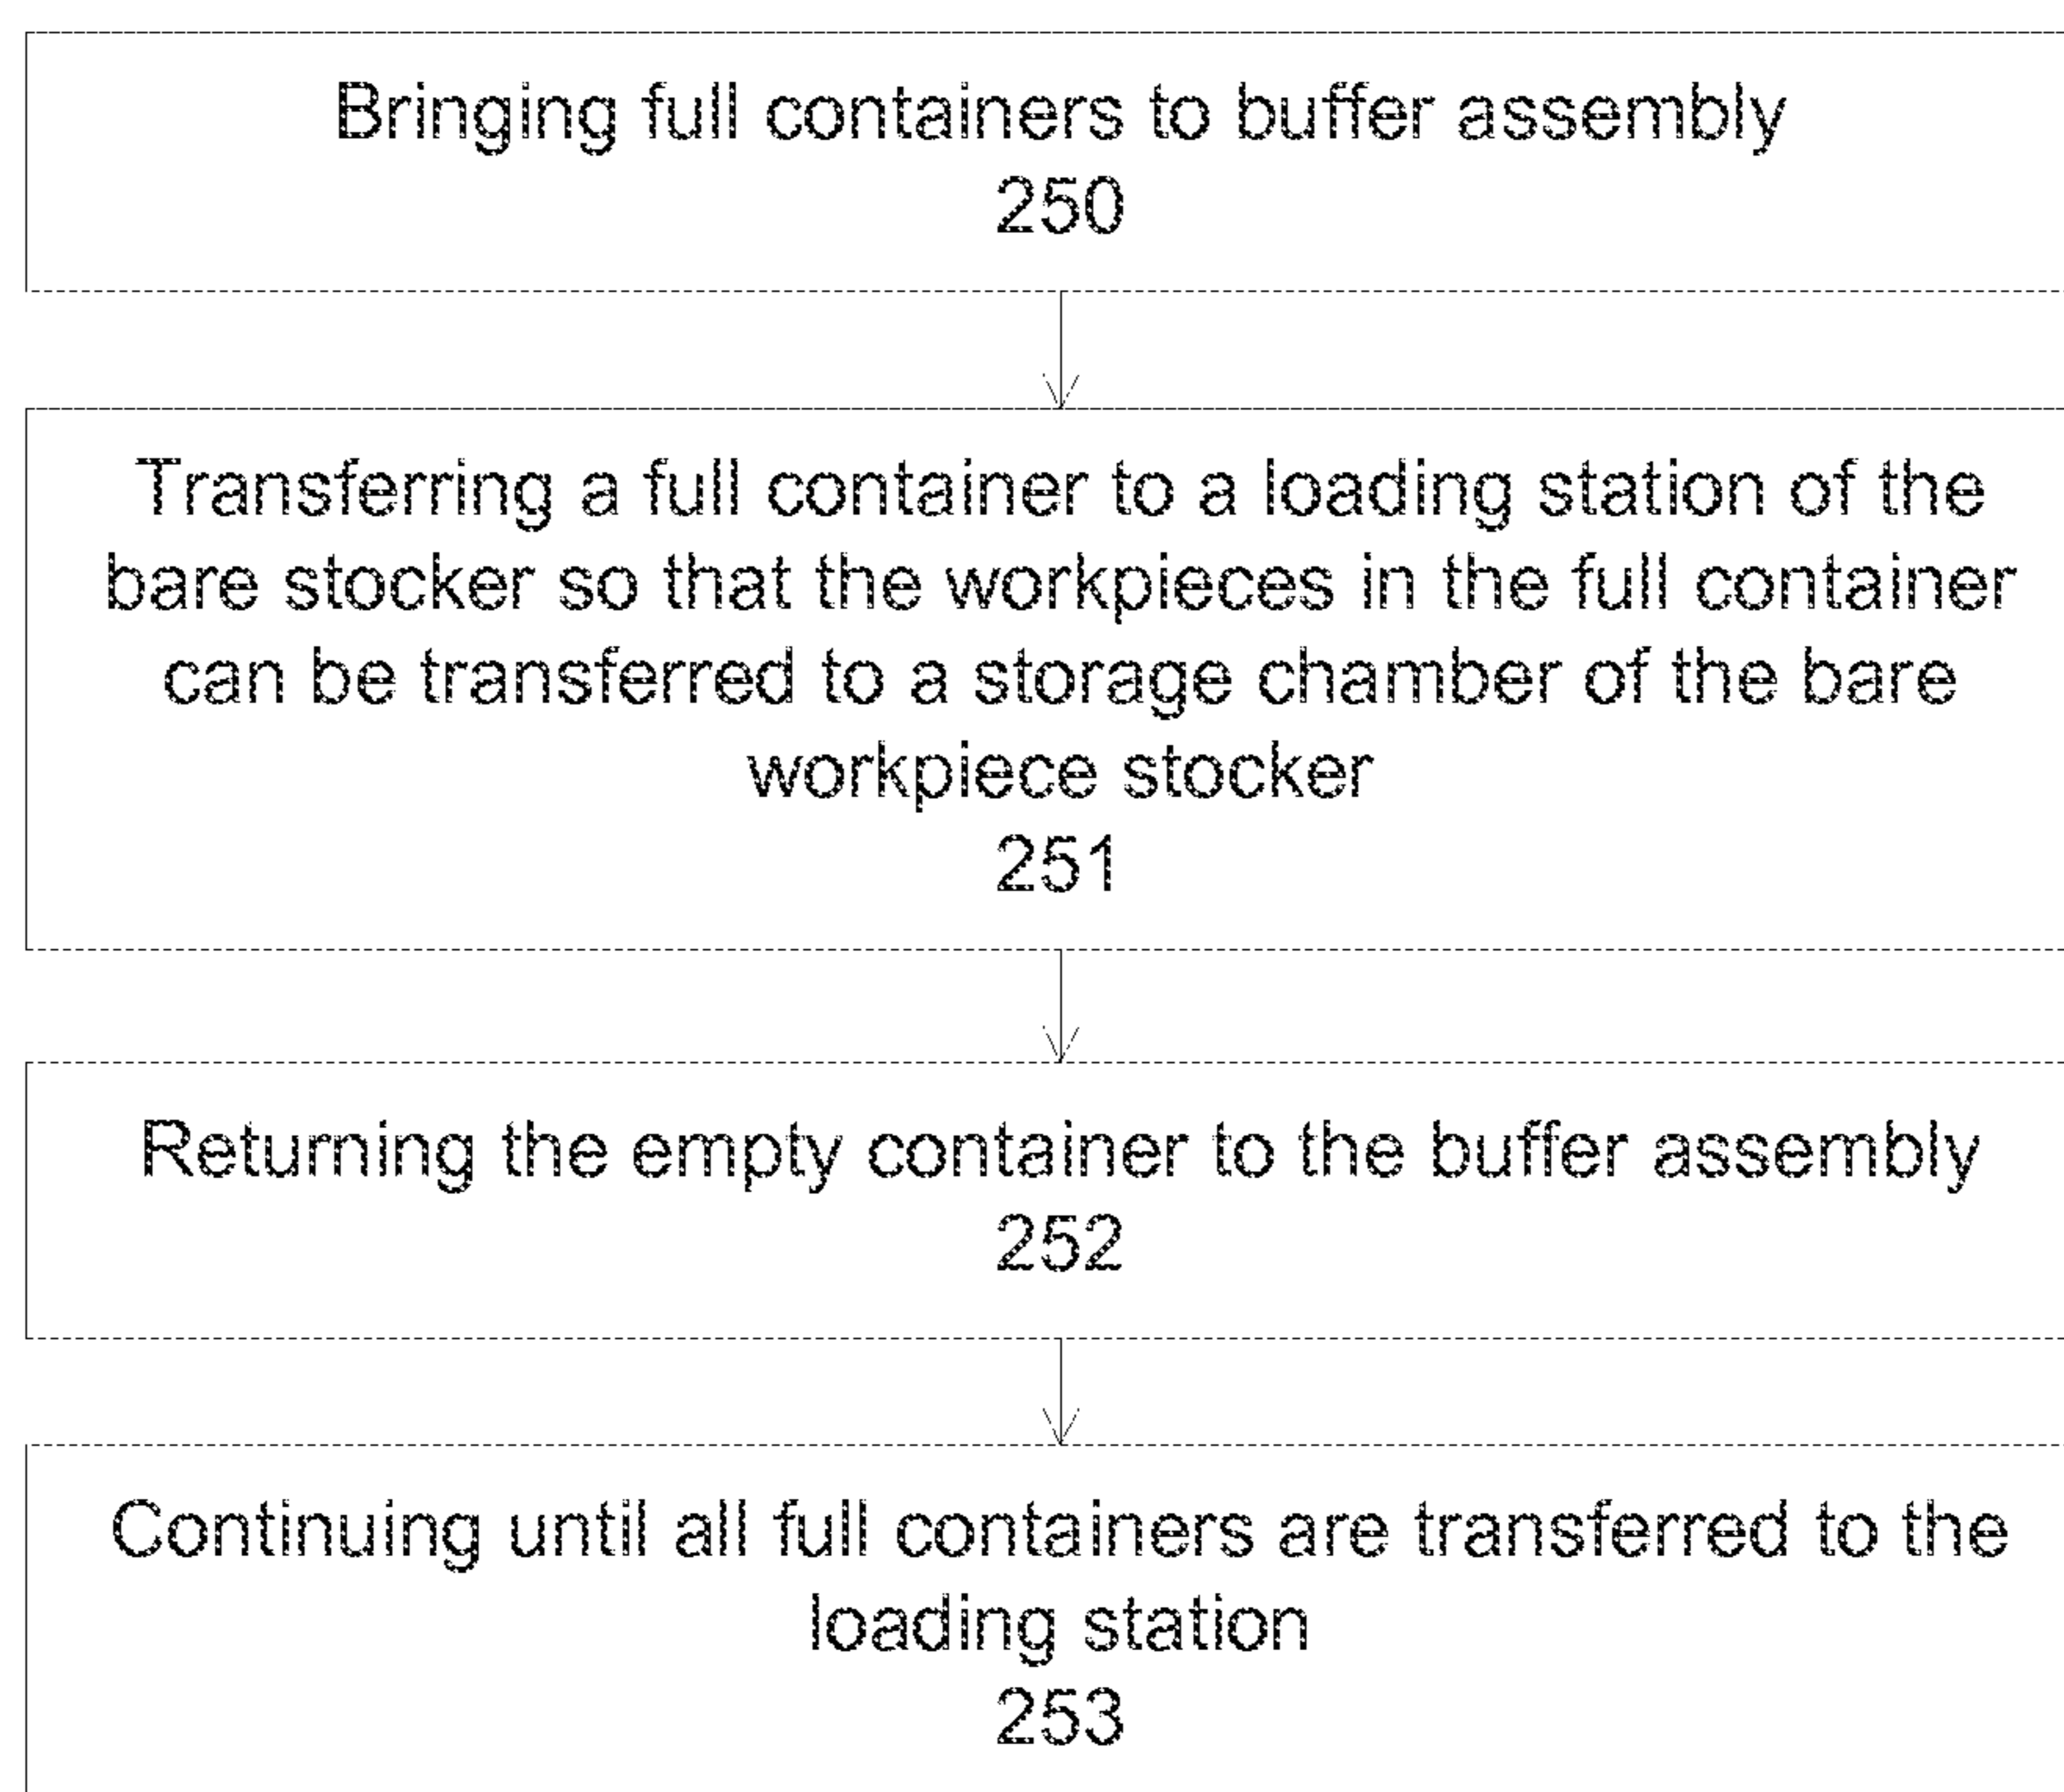 Bringing full containers to buffer assembly
250
Transferring a full container to a loading station of the
bare stocker so that the workpieces in the full container
can be transferred to a storage chamber of the bare
workpiece stocker
251
Returning the empty container to the buffer assembly
252
Continuing until all full containers are transferred to the
loading station
253